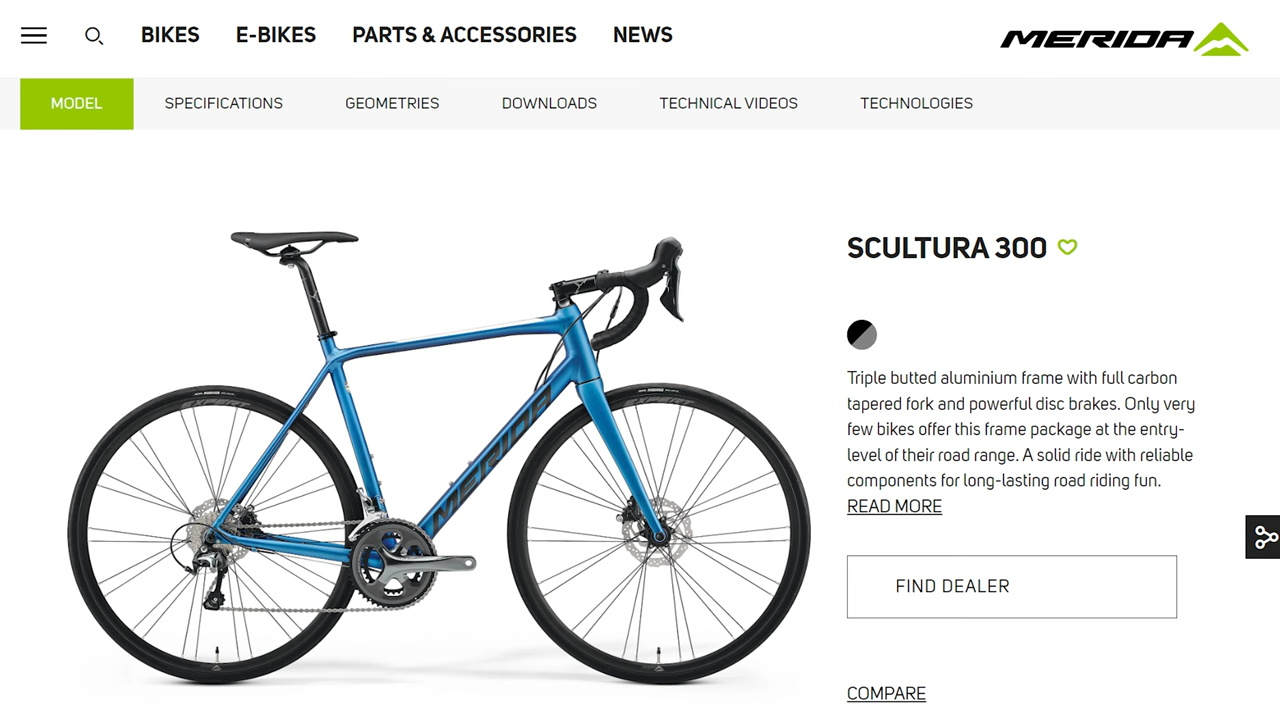 BIKES E-BIKES PARTS & ACCESSORIES NEWS MERIDA
MODEL SPECIFICATIONS GEOMETRIES DOWNLOADS TECHNICAL VIDEOS TECHNOLOGIES
SCULTURA 300
Triple butted aluminium frame with full carbon
tapered fork and powerful disc brakes. Only very
few bikes offer this frame package at the entry-
level of their road range. A solid ride with reliable
components for long-lasting road riding fun.
READ MORE
FIND DEALER
COMPARE
EXPERT
MERIDA
EXPERT